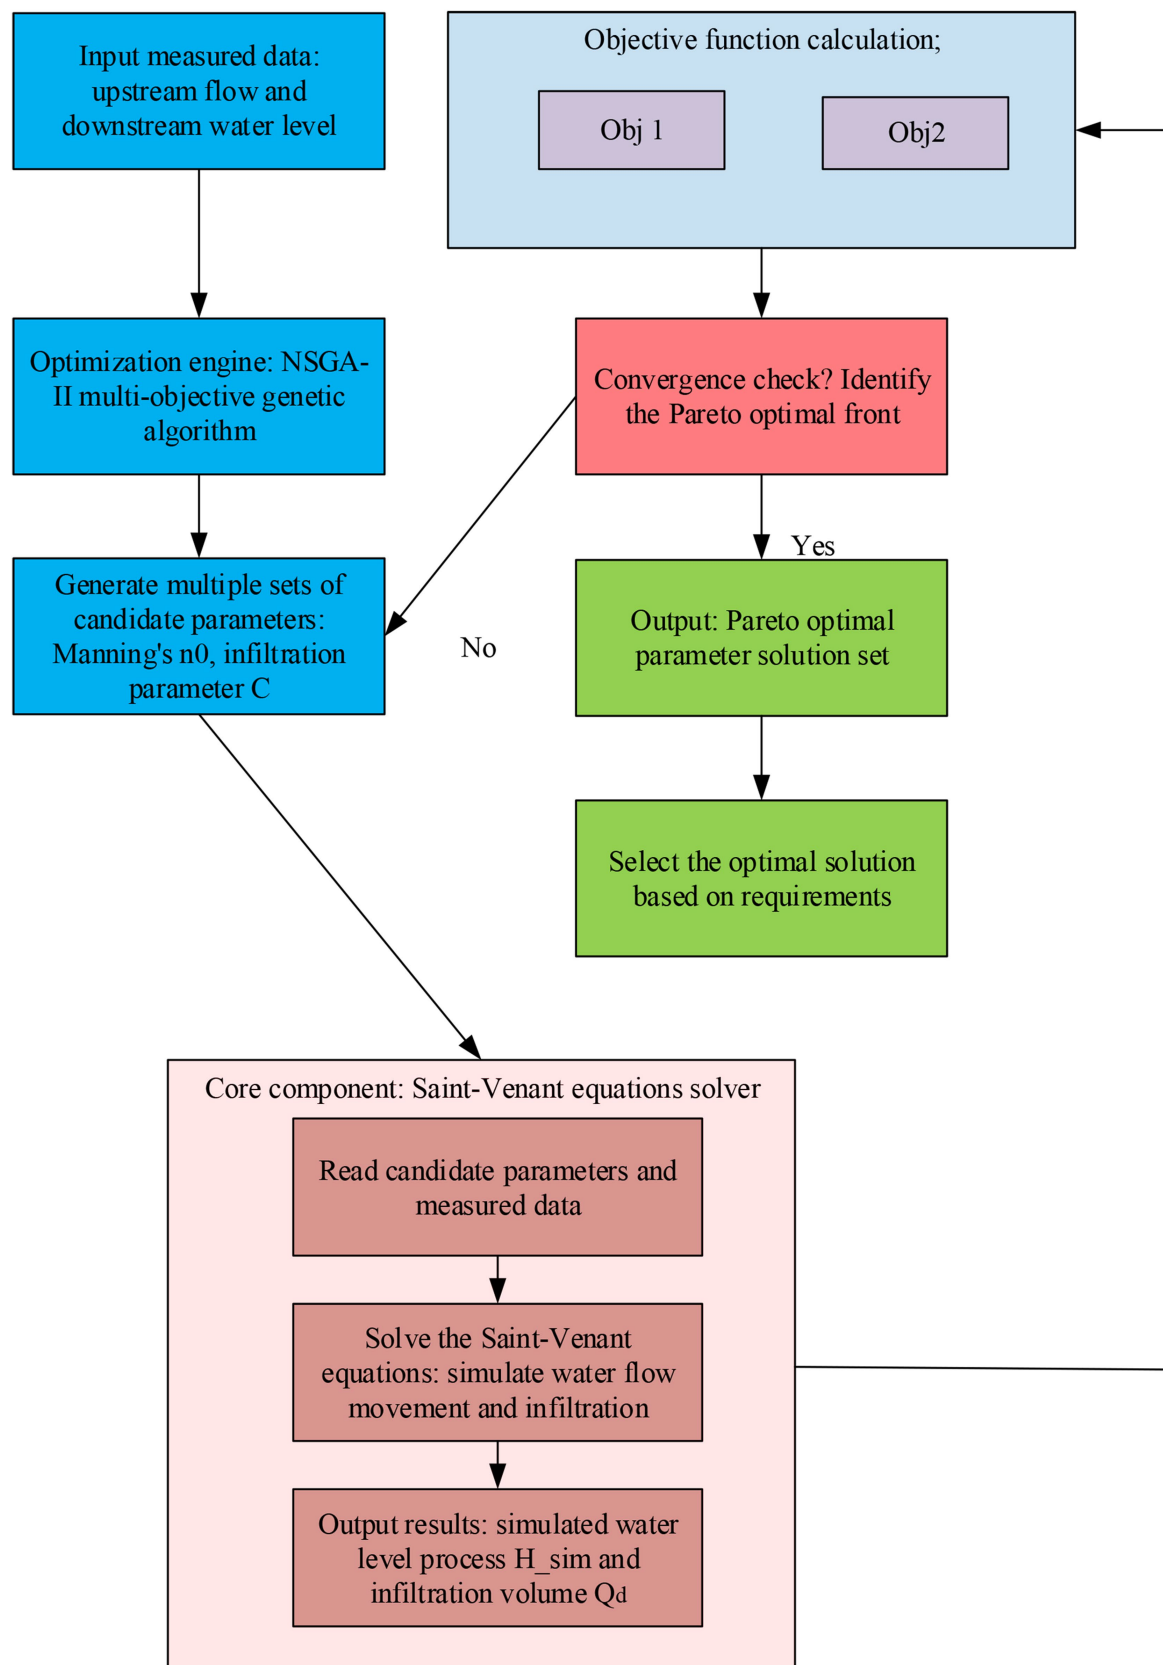 Input measured data:
upstream flow and
downstream water level
Optimization engine: NSGA-
II multi-objective genetic
algorithm
Generate multiple sets of
candidate parameters:
Manning's n0, infiltration
parameter C
Objective function calculation;
Obj 1
Obj2
Convergence check? Identify
the Pareto optimal front
Yes
No
Output: Pareto optimal
parameter solution set
Select the optimal solution
based on requirements
Core component: Saint-Venant equations solver
Read candidate parameters and
measured data
Solve the Saint-Venant
equations: simulate water flow
movement and infiltration
Output results: simulated water
level process H_sim and
infiltration volume Qd